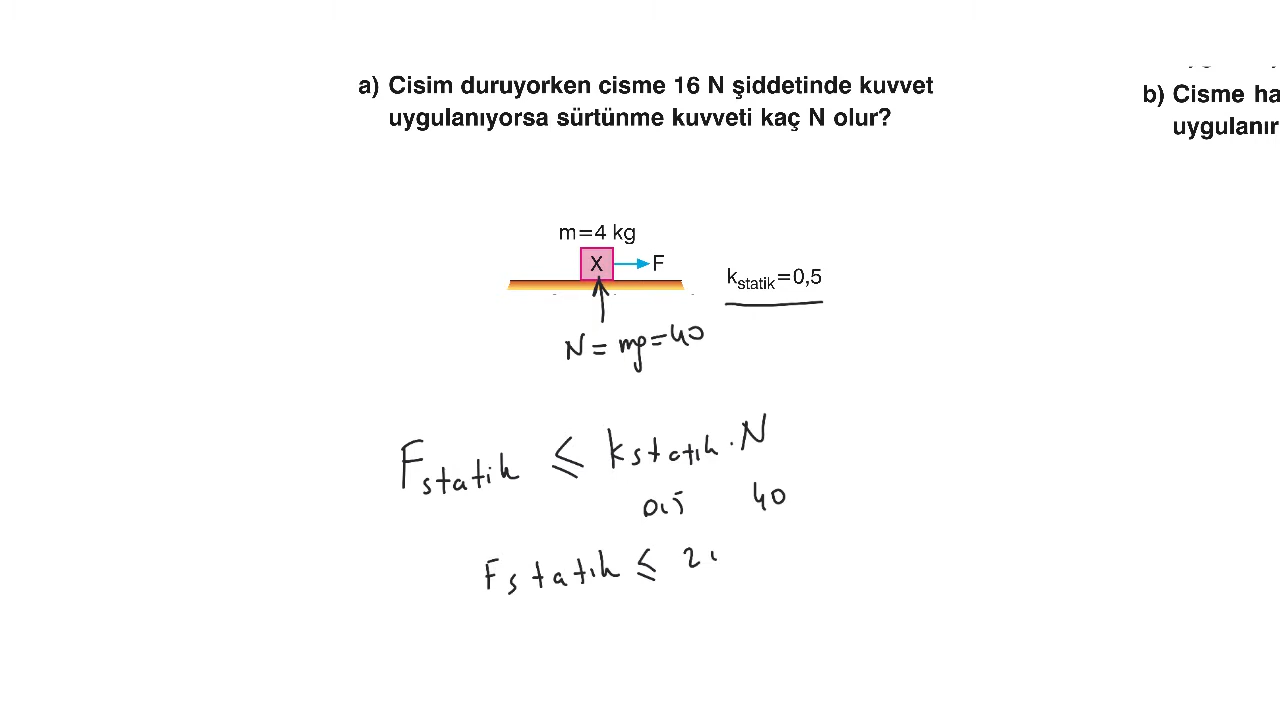 a) Cisim duruyorken cisme 16 N şiddetinde kuvvet
uygulanıyorsa sürtünme kuvveti kaç N olur?
b) Cisme ha
uygulanır
m=4 kg
X
F
kstatik=0,5
N = mg = 40
Fstatik ≤ kstatik · N
0,5 40
Fstatik ≤